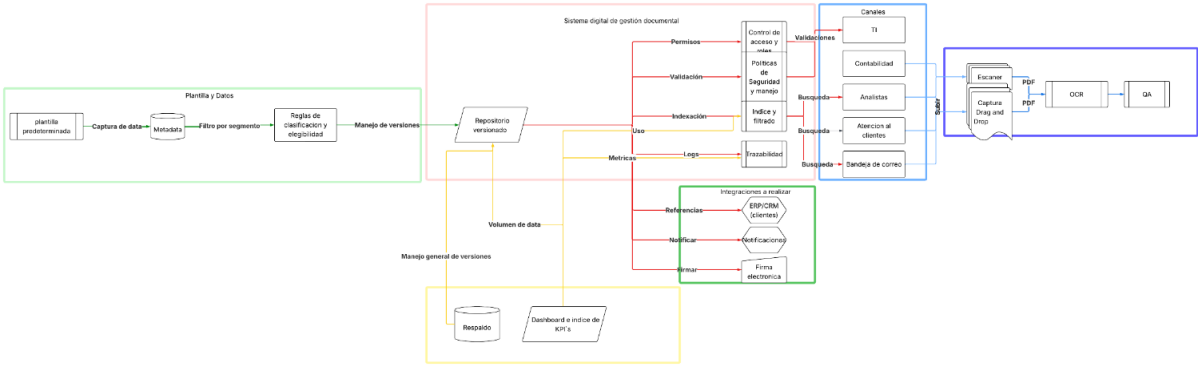 Plantilla y Datos
plantilla
predeterminada
Captura de data
Metadata
Filtro por segmento
Reglas de
clasificacion y
elegibilidad
Manejo de versiones
Sistema digital de gestión documental
Repositorio
versionado
Permisos
Control de
acceso y
roles
Validación
Politicas
de
Seguridad
y manejo
Indexación
Indice y
filtrado
Uso
Metricas
Logs
Trazabilidad
Validaciones
Busqueda
Busqueda
Busqueda
Canales
TI
Contabilidad
Analistas
Atencion al
clientes
Bandeja de correo
Subir
Escaner
PDF
Captura
Drag and
Drop
PDF
OCR
QA
Integraciones a realizar
Referencias
ERP/CRM
(clientes)
Notificar
Notificaciones
Firmar
Firma
electronica
Volumen de data
Manejo general de versiones
Respaldo
Dashboard e indice de
KPI´s